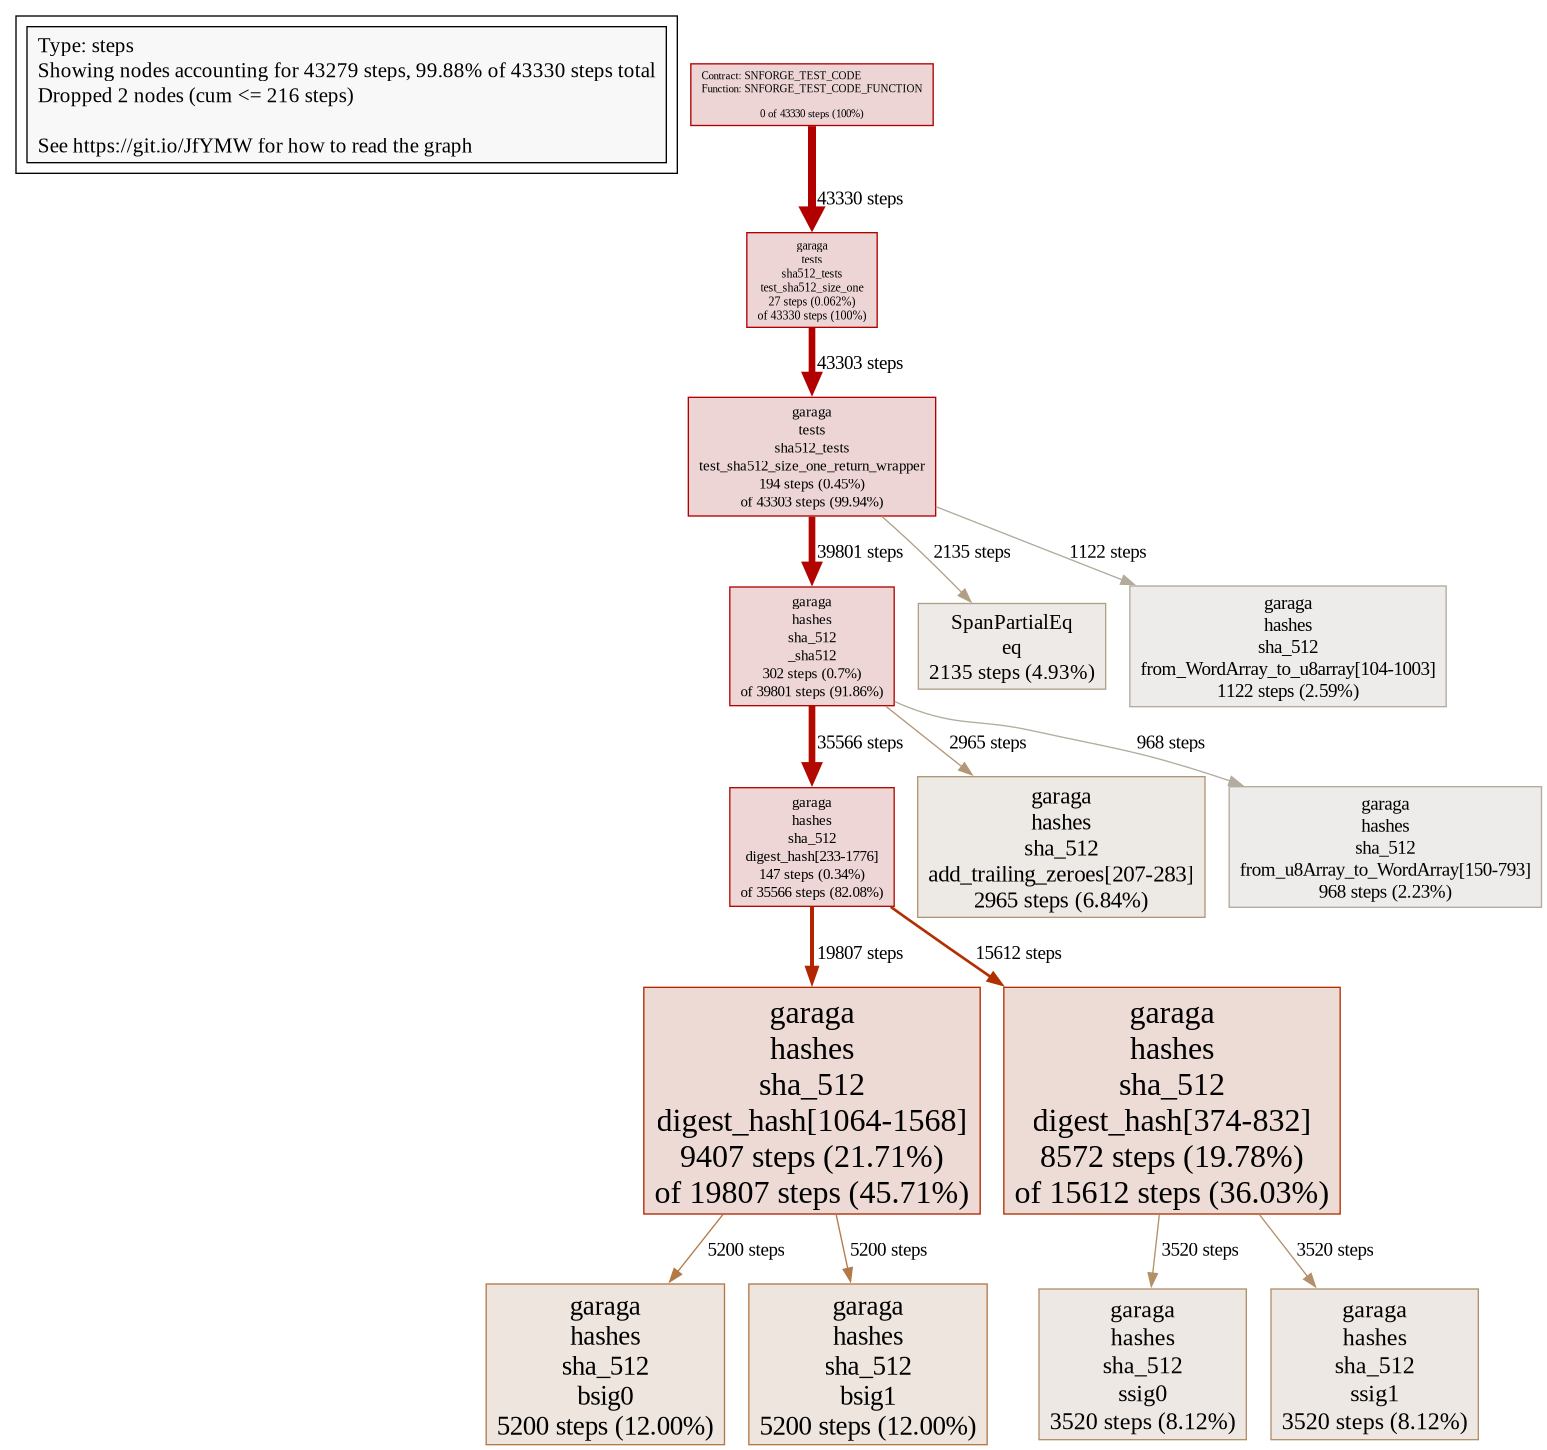 Type: steps
Showing nodes accounting for 43279 steps, 99.88% of 43330 steps total
Dropped 2 nodes (cum <= 216 steps)
See https://git.io/JfYMW for how to read the graph
Contract: SNFORGE_TEST_CODE
Function: SNFORGE_TEST_CODE_FUNCTION
0 of 43330 steps (100%)
43330 steps
garaga
tests
sha512_tests
test_sha512_size_one
27 steps (0.062%)
of 43330 steps (100%)
43303 steps
garaga
tests
sha512_tests
test_sha512_size_one_return_wrapper
194 steps (0.45%)
of 43303 steps (99.94%)
39801 steps
2135 steps
1122 steps
garaga
hashes
sha_512
_sha512
302 steps (0.7%)
of 39801 steps (91.86%)
SpanPartialEq
eq
2135 steps (4.93%)
garaga
hashes
sha_512
from_WordArray_to_u8array[104-1003]
1122 steps (2.59%)
35566 steps
2965 steps
968 steps
garaga
hashes
sha_512
digest_hash[233-1776]
147 steps (0.34%)
of 35566 steps (82.08%)
garaga
hashes
sha_512
add_trailing_zeroes[207-283]
2965 steps (6.84%)
garaga
hashes
sha_512
from_u8Array_to_WordArray[150-793]
968 steps (2.23%)
19807 steps
15612 steps
garaga
hashes
sha_512
digest_hash[1064-1568]
9407 steps (21.71%)
of 19807 steps (45.71%)
garaga
hashes
sha_512
digest_hash[374-832]
8572 steps (19.78%)
of 15612 steps (36.03%)
5200 steps
5200 steps
3520 steps
3520 steps
garaga
hashes
sha_512
bsig0
5200 steps (12.00%)
garaga
hashes
sha_512
bsig1
5200 steps (12.00%)
garaga
hashes
sha_512
ssig0
3520 steps (8.12%)
garaga
hashes
sha_512
ssig1
3520 steps (8.12%)